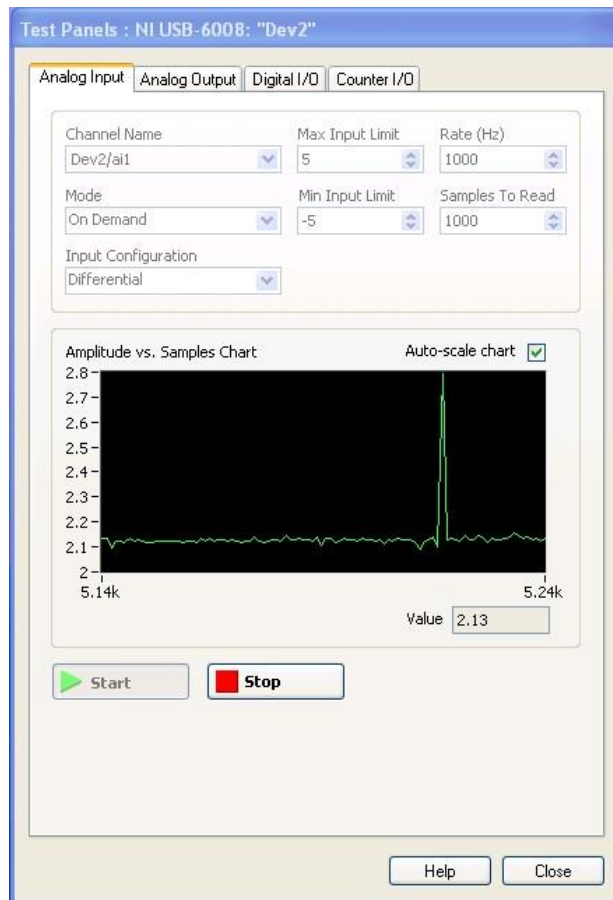 Test Panels : NI USB-6008: "Dev2"
Analog Input Analog Output Digital I/O Counter I/O
Channel Name Max Input Limit Rate (Hz)
Dev2/ai1 5 1000
Mode Min Input Limit Samples To Read
On Demand -5 1000
Input Configuration
Differential
Amplitude vs. Samples Chart Auto-scale chart
2.8
2.7
2.6
2.5
2.4
2.3
2.2
2.1
2
5.14k 5.24k
Value 2.13
Start Stop
Help Close